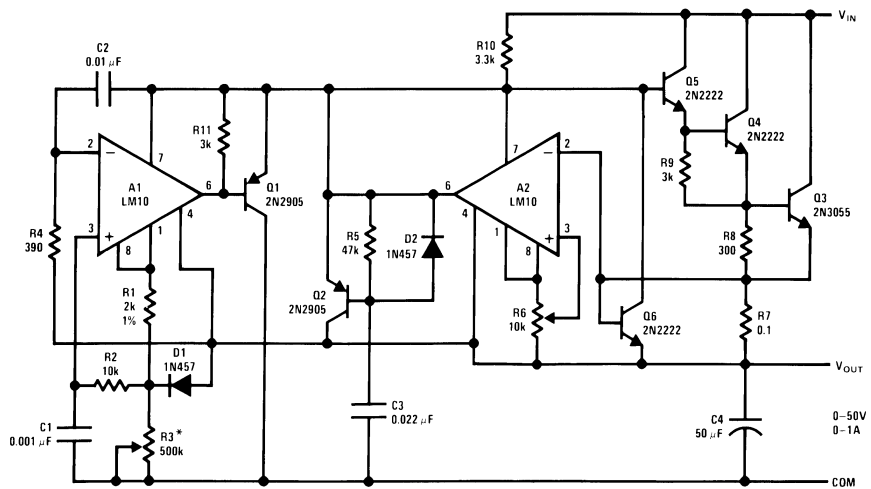 V_IN
R10
3.3k
C2
0.01 μF
Q5
2N2222
Q4
2N2222
R11
3k
2
7
A1
LM10
6
Q1
2N2905
3
8
1
4
R4
390
R1
2k
1%
6
7
2
A2
LM10
4
1
8
3
R9
3k
Q3
2N3055
R5
47k
D2
1N457
R8
300
Q2
2N2905
R6
10k
Q6
2N2222
R7
0.1
R2
10k
D1
1N457
V_OUT
C1
0.001 μF
R3*
500k
C3
0.022 μF
C4
50 μF
0–50V
0–1A
COM